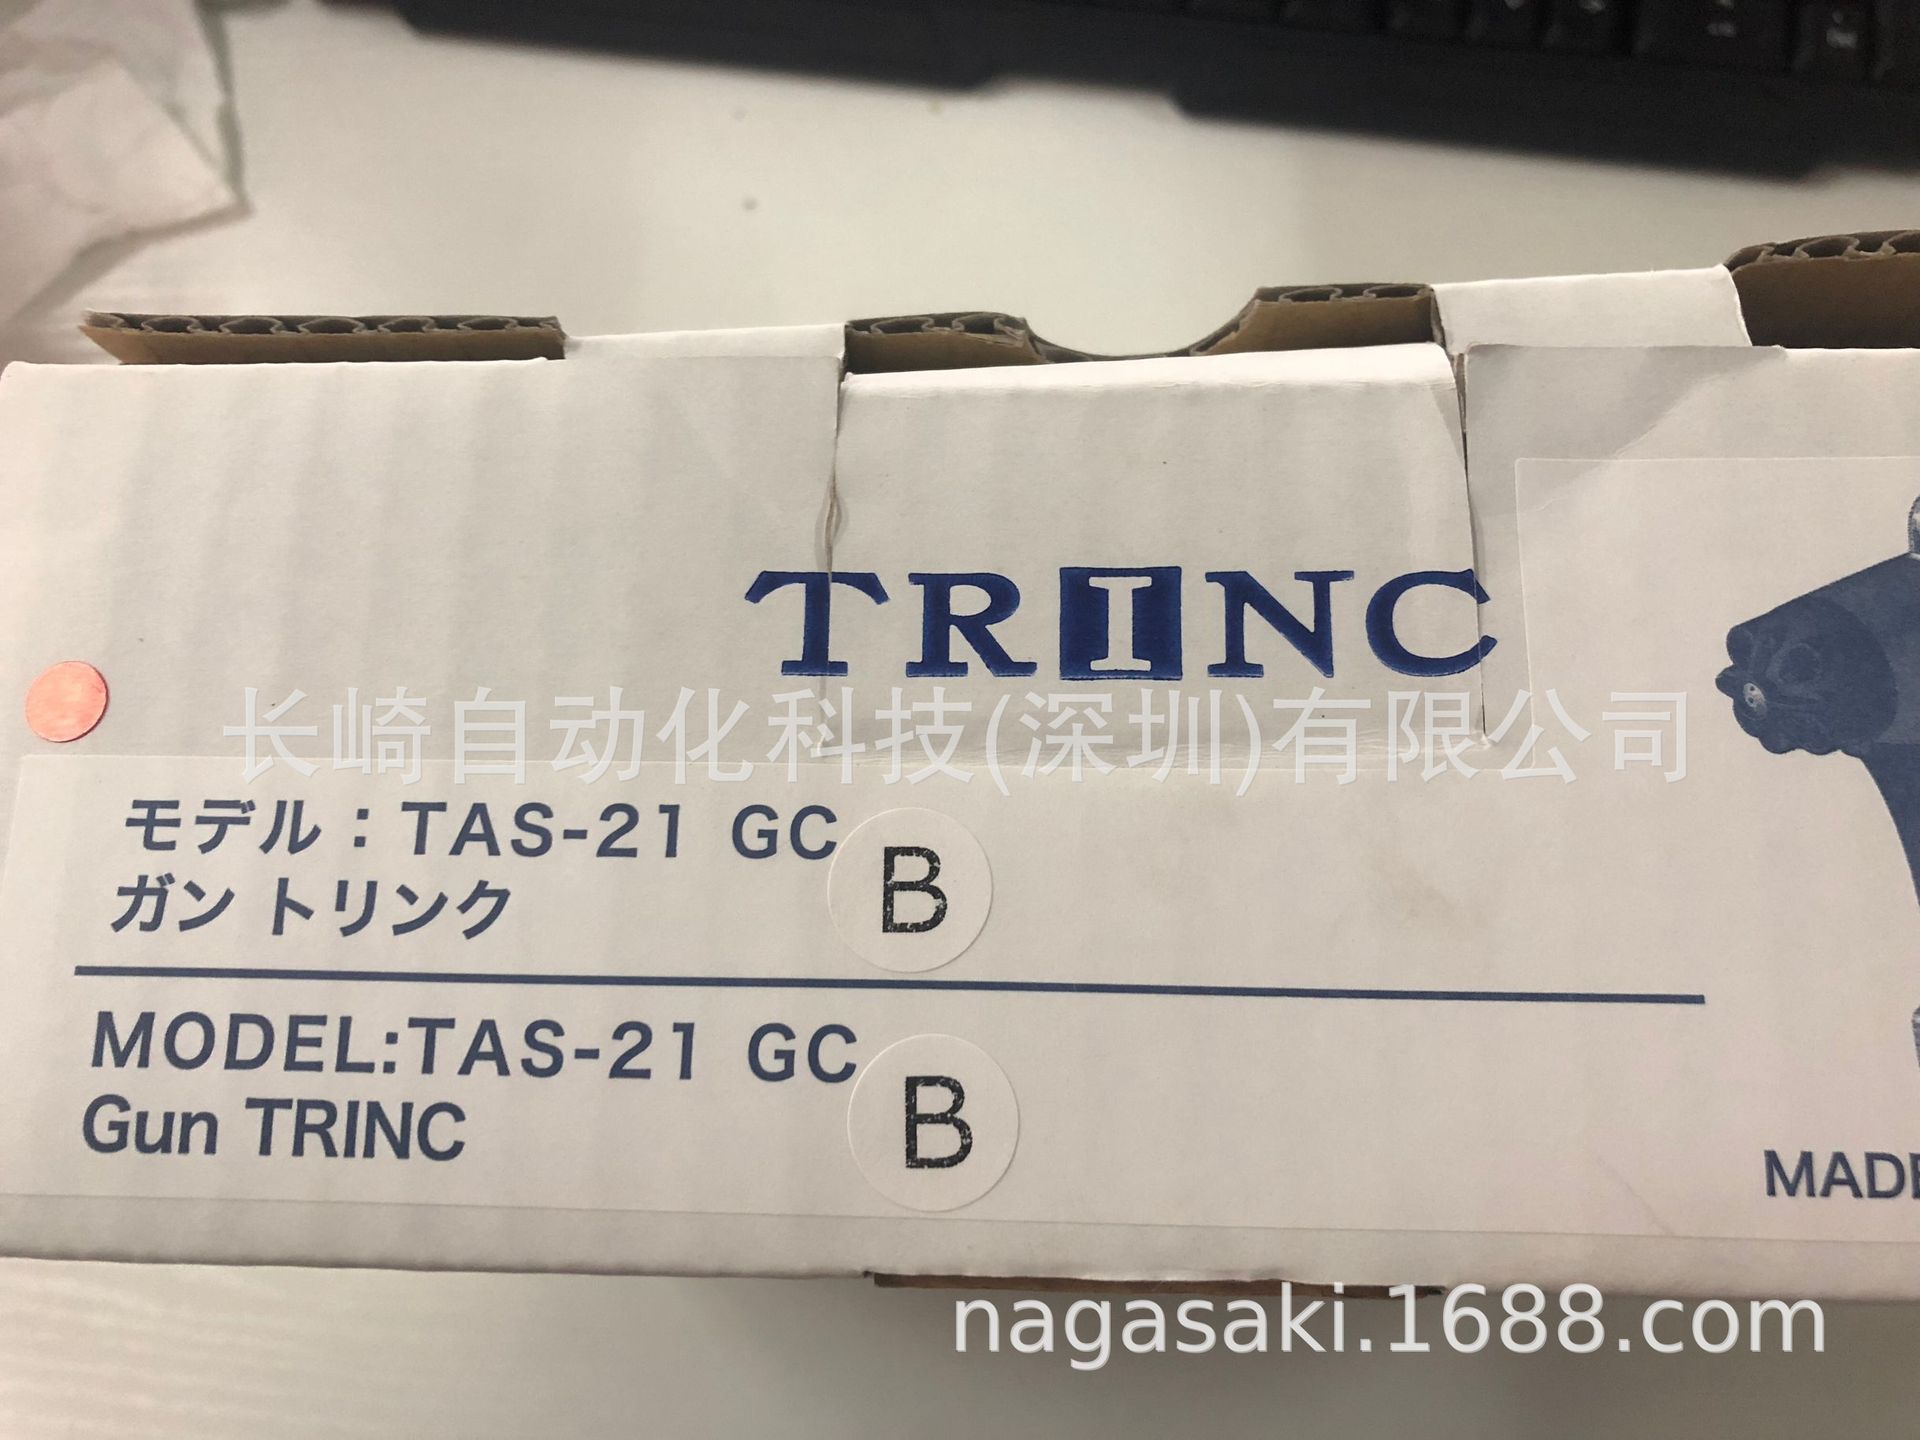 TRINC
长崎自动化科技(深圳)有限公司
モデル：TAS-21 GC B
ガン トリンク
MODEL:TAS-21 GC B
Gun TRINC
MADE
nagasaki.1688.com